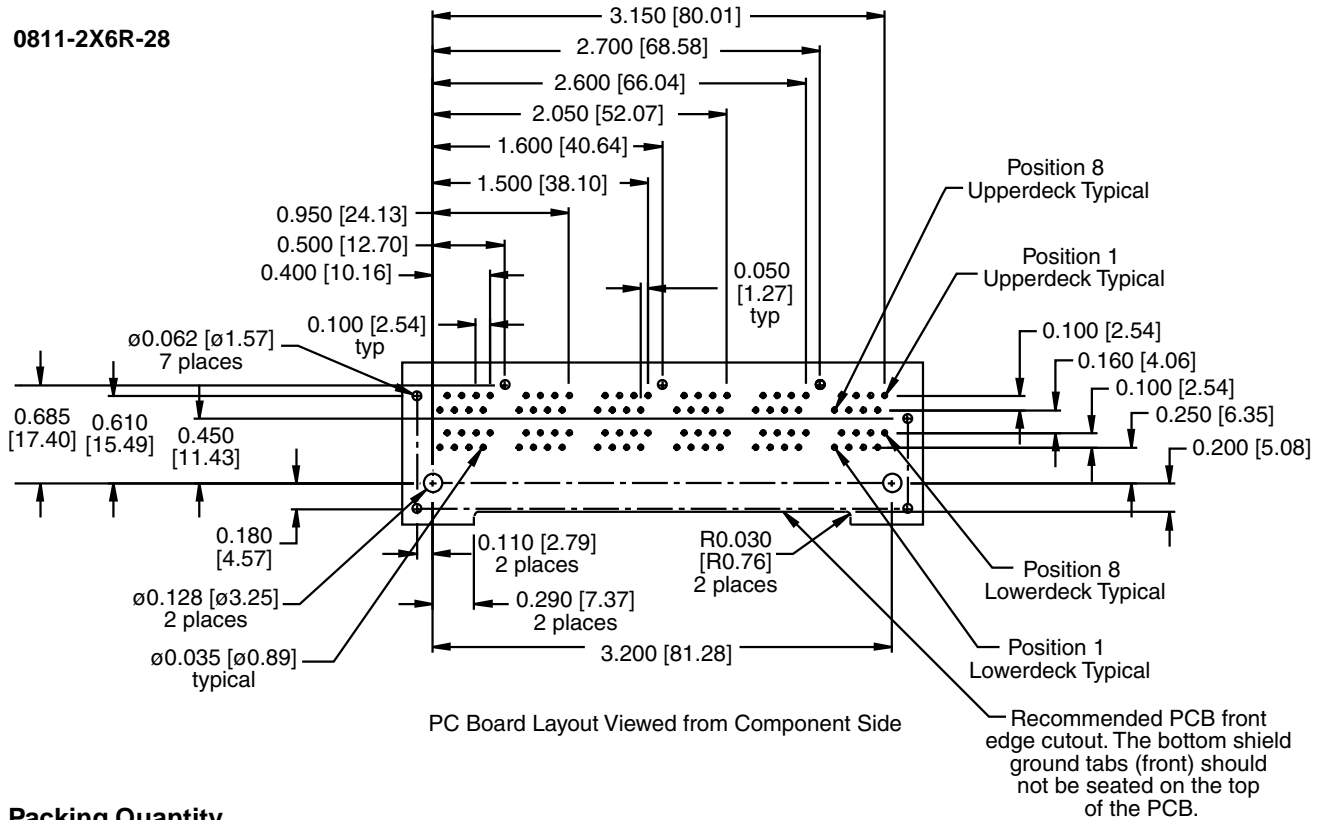 0811-2X6R-28
3.150 [80.01]
2.700 [68.58]
2.600 [66.04]
2.050 [52.07]
1.600 [40.64]
1.500 [38.10]
0.950 [24.13]
0.500 [12.70]
0.400 [10.16]
0.100 [2.54]
typ
0.050
[1.27]
typ
Position 8
Upperdeck Typical
Position 1
Upperdeck Typical
ø0.062 [ø1.57]
7 places
0.100 [2.54]
0.160 [4.06]
0.100 [2.54]
0.250 [6.35]
0.200 [5.08]
0.685
[17.40]
0.610
[15.49]
0.450
[11.43]
0.180
[4.57]
0.110 [2.79]
2 places
R0.030
[R0.76]
2 places
ø0.128 [ø3.25]
2 places
0.290 [7.37]
2 places
3.200 [81.28]
ø0.035 [ø0.89]
typical
Position 8
Lowerdeck Typical
Position 1
Lowerdeck Typical
PC Board Layout Viewed from Component Side
Recommended PCB front
edge cutout. The bottom shield
ground tabs (front) should
not be seated on the top
of the PCB.
Packing Quantity